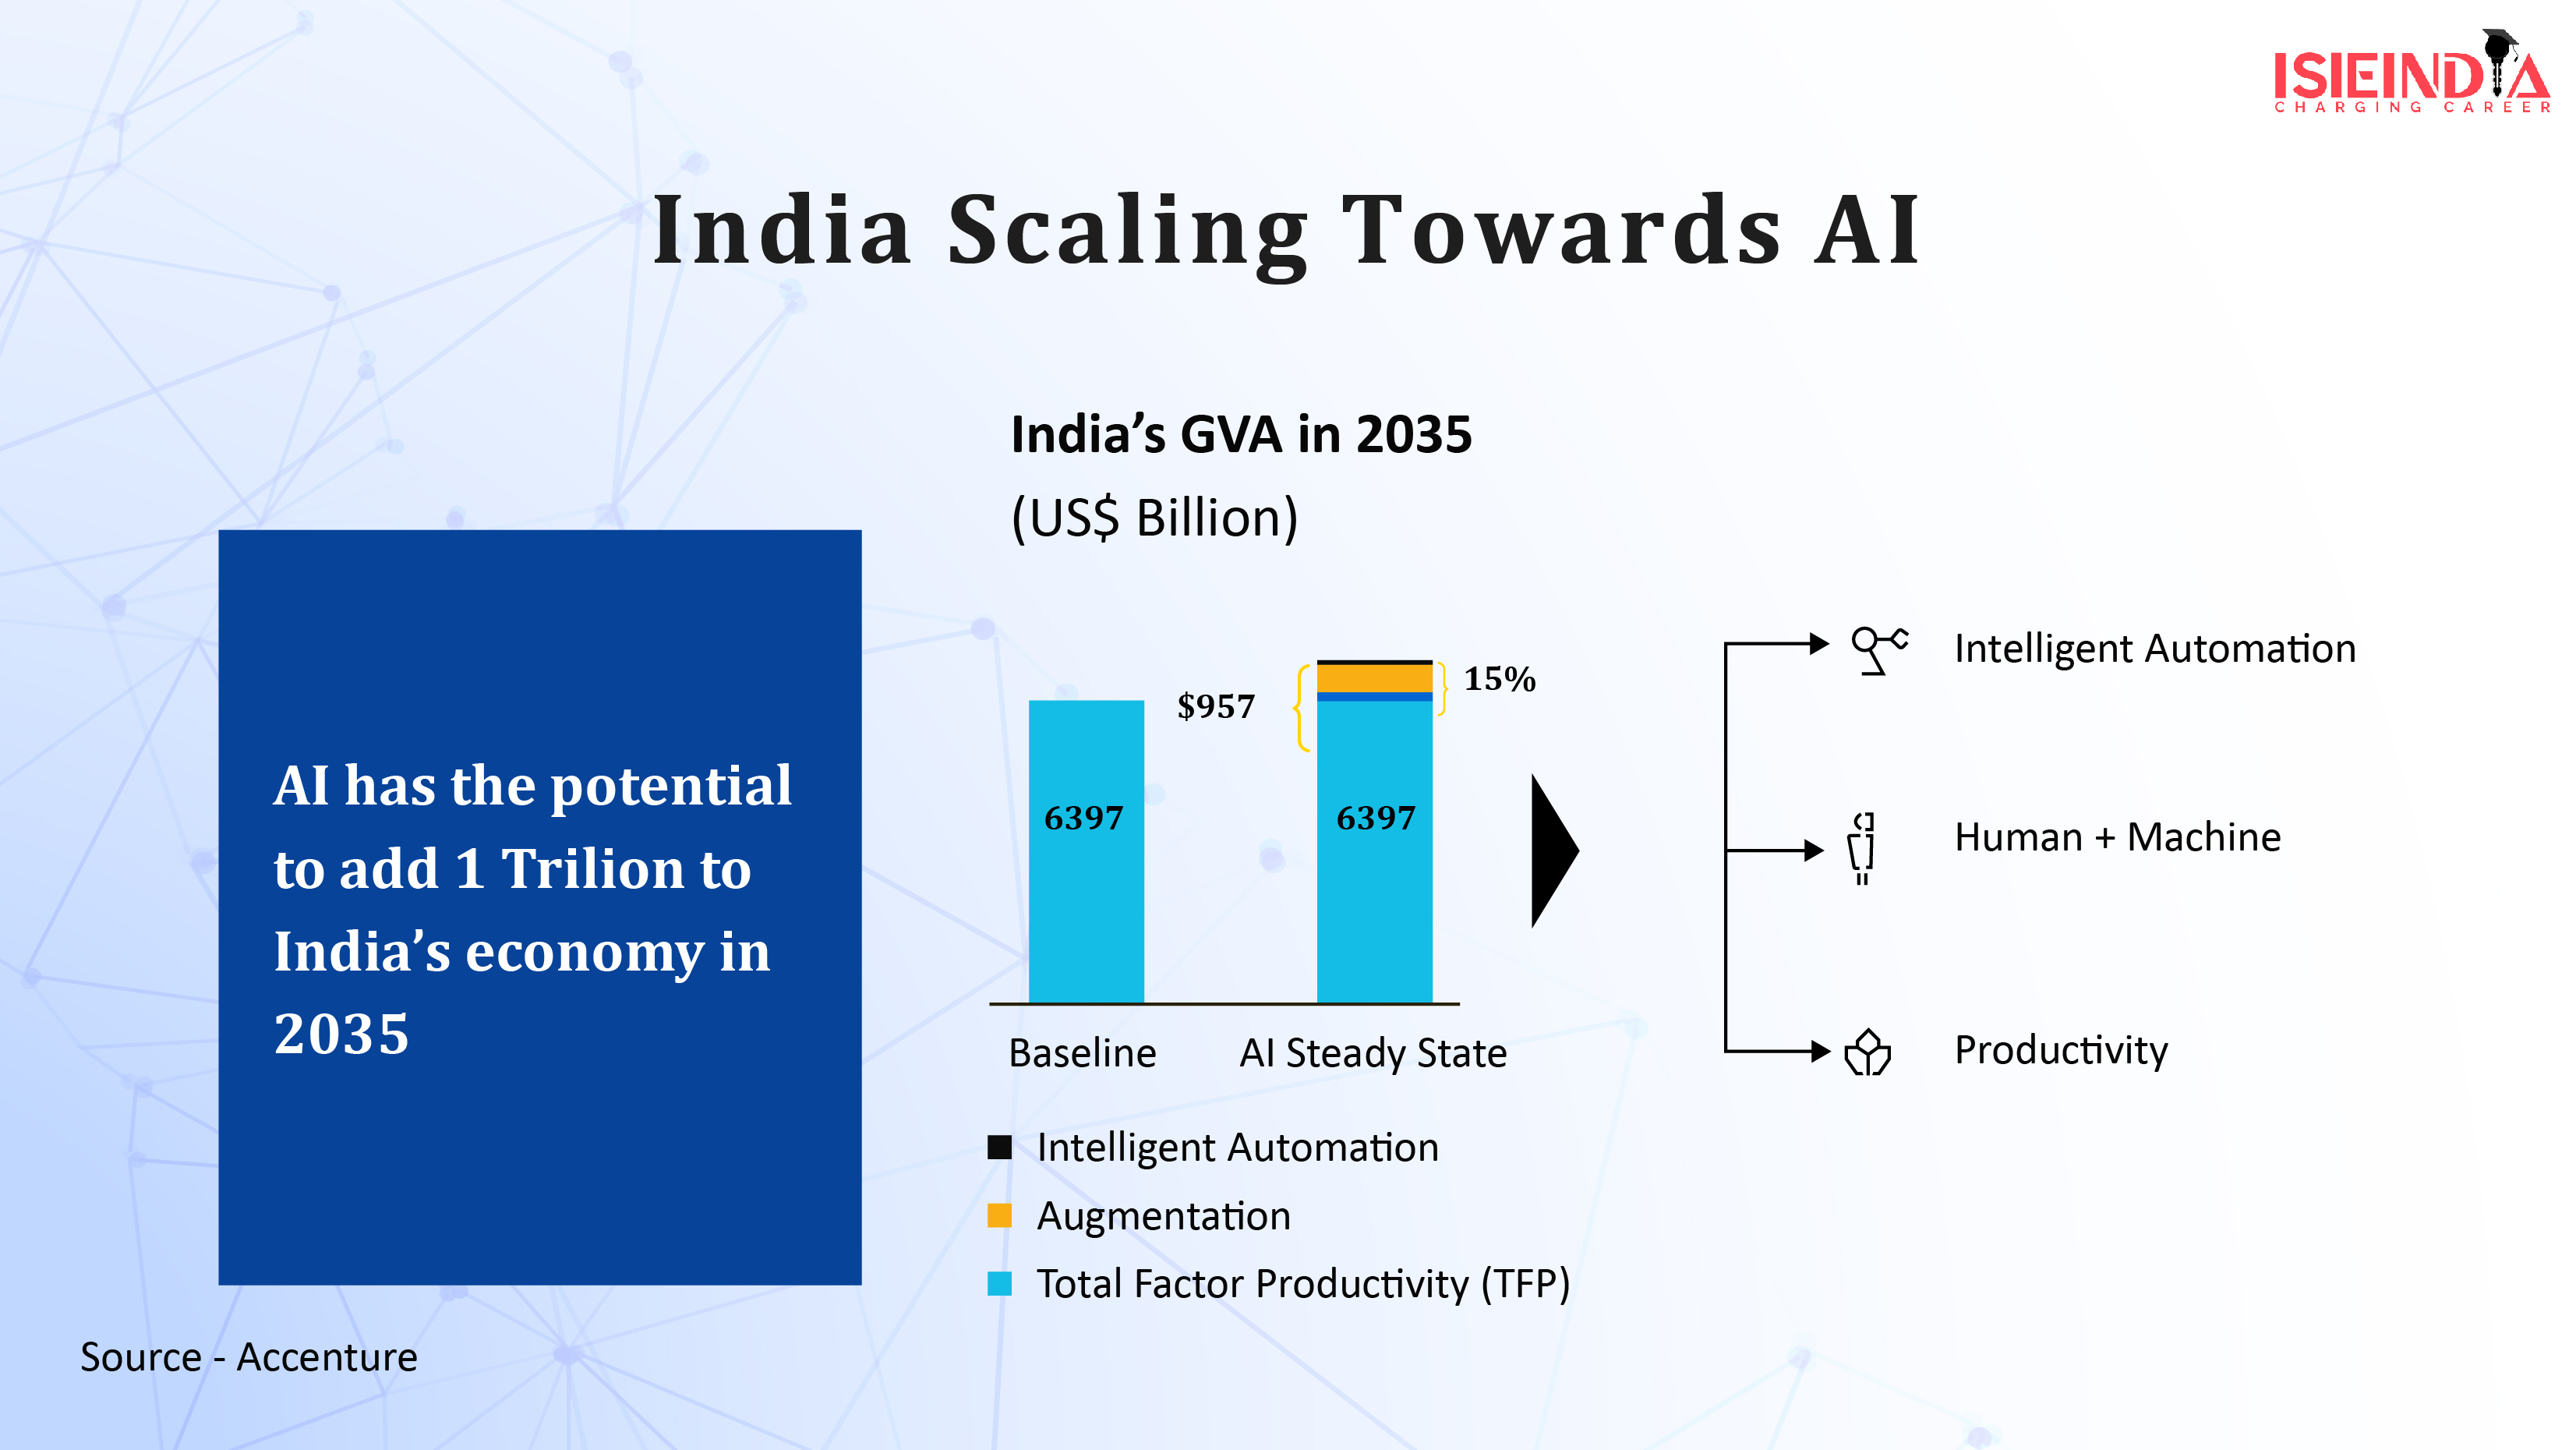 ISIEINDIA
CHARGING CAREER
India Scaling Towards AI
India's GVA in 2035
(US$ Billion)
AI has the potential
to add 1 Trilion to
India's economy in
2035
$957
15%
6397
6397
Baseline
AI Steady State
Intelligent Automation
Augmentation
Total Factor Productivity (TFP)
Intelligent Automation
Human + Machine
Productivity
Source - Accenture